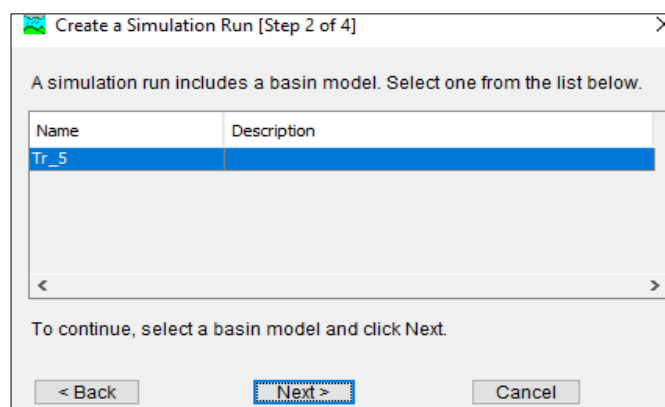 Create a Simulation Run [Step 2 of 4]
A simulation run includes a basin model. Select one from the list below.
Name Description
Tr_5
To continue, select a basin model and click Next.
< Back Next > Cancel